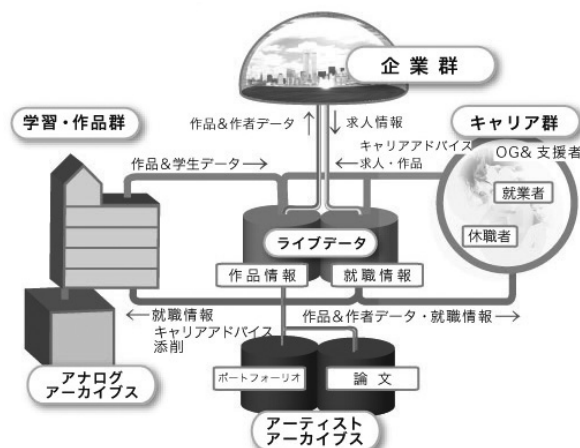 企業群
学習・作品群
作品&作者データ
求人情報
キャリア群
キャリアアドバイス
求人・作品
OG&支援者
作品&学生データ
就業者
休職者
ライブデータ
作品情報
就職情報
就職情報
キャリアアドバイス
添削
作品&作者データ・就職情報
ポートフォーリオ
論文
アナログ
アーカイブス
アーティスト
アーカイブス